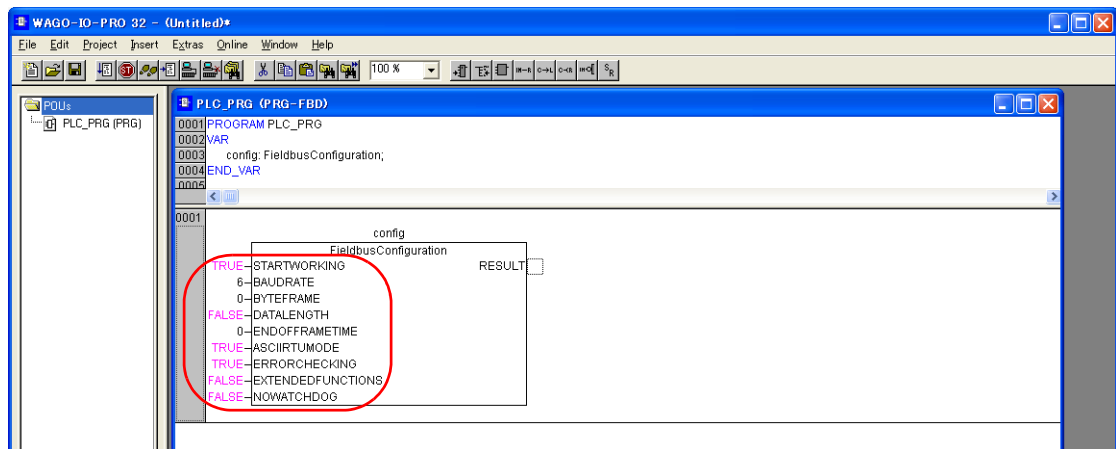 WAGO-IO-PRO 32 - (Untitled)*
File Edit Project Insert Extras Online Window Help
100 %
POUs
PLC_PRG (PRG)
PLC_PRG (PRG-FBD)
0001 PROGRAM PLC_PRG
0002 VAR
0003 config: FieldbusConfiguration;
0004 END_VAR
0005
0001
config
FieldbusConfiguration
TRUE STARTWORKING RESULT
6 BAUDRATE
0 BYTEFRAME
FALSE DATALENGTH
0 ENDOFFRAMETIME
TRUE ASCIIRTUMODE
TRUE ERRORCHECKING
FALSE EXTENDEDFUNCTIONS
FALSE NOWATCHDOG